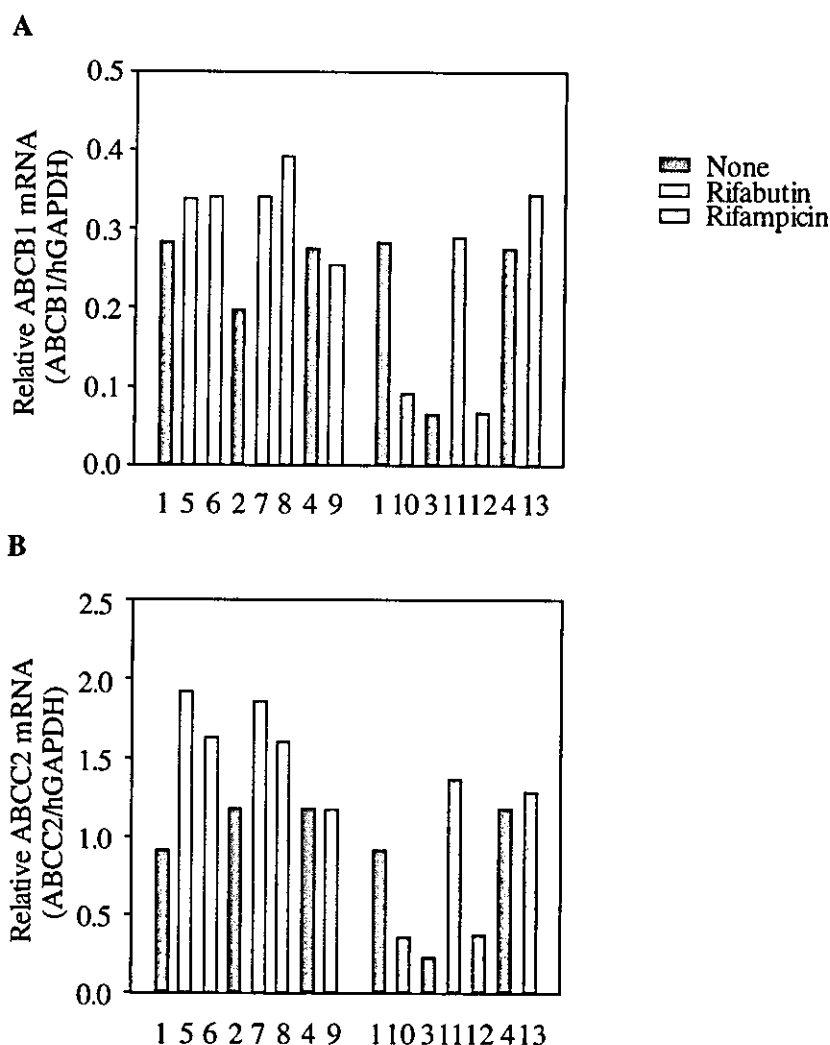 A
0.5
0.4
0.3
0.2
0.1
0.0
Relative ABCB1 mRNA
(ABCB1/hGAPDH)
None
Rifabutin
Rifampicin
1 5 6 2 7 8 4 9 1 10 3 11 12 4 13
B
2.5
2.0
1.5
1.0
0.5
0.0
Relative ABCC2 mRNA
(ABCC2/hGAPDH)
1 5 6 2 7 8 4 9 1 10 3 11 12 4 13